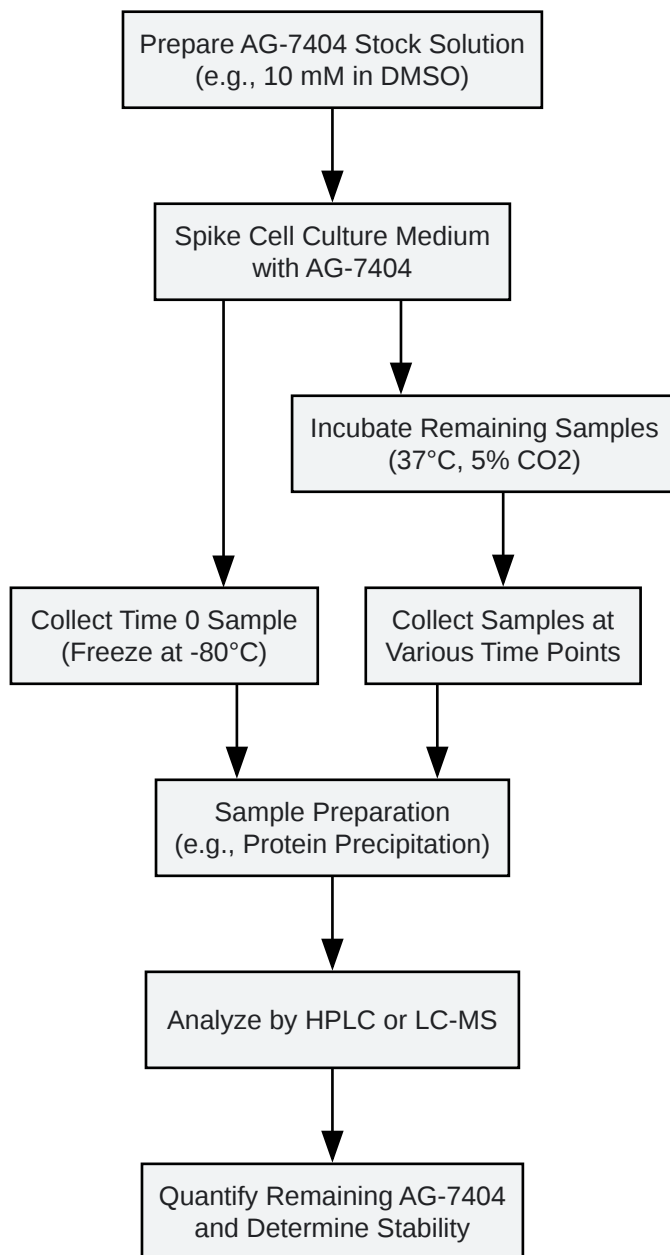 Prepare AG-7404 Stock Solution
(e.g., 10 mM in DMSO)
Spike Cell Culture Medium
with AG-7404
Incubate Remaining Samples
(37°C, 5% CO2)
Collect Time 0 Sample
(Freeze at -80°C)
Collect Samples at
Various Time Points
Sample Preparation
(e.g., Protein Precipitation)
Analyze by HPLC or LC-MS
Quantify Remaining AG-7404
and Determine Stability